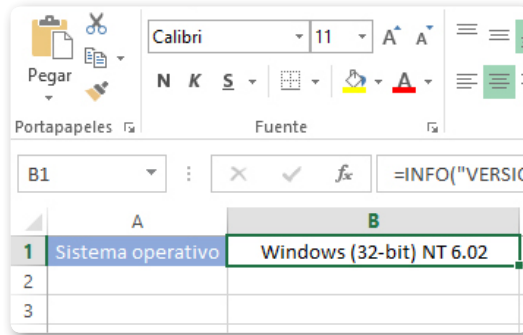 Calibri 11
Pegar
N K S
Portapapeles Fuente
B1 fx =INFO("VERSIO
A B
1 Sistema operativo Windows (32-bit) NT 6.02
2
3